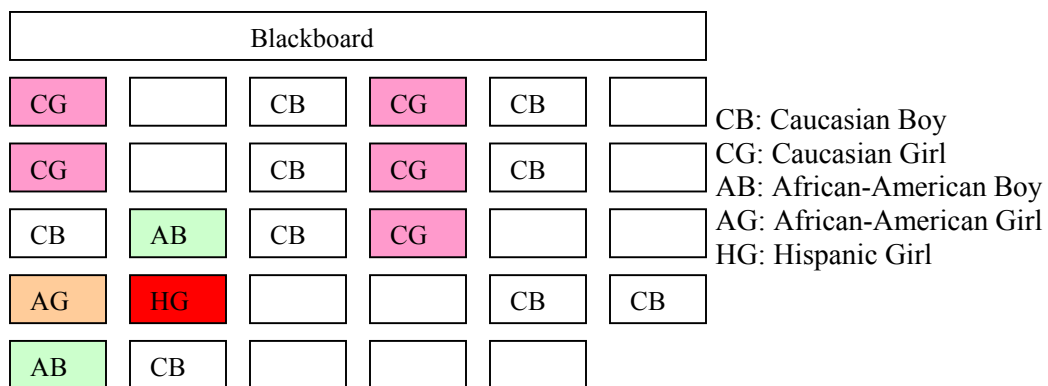 Blackboard
CG CB CG CB
CG CB CG CB
CB AB CB CG
AG HG CB CB
AB CB
CB: Caucasian Boy
CG: Caucasian Girl
AB: African-American Boy
AG: African-American Girl
HG: Hispanic Girl